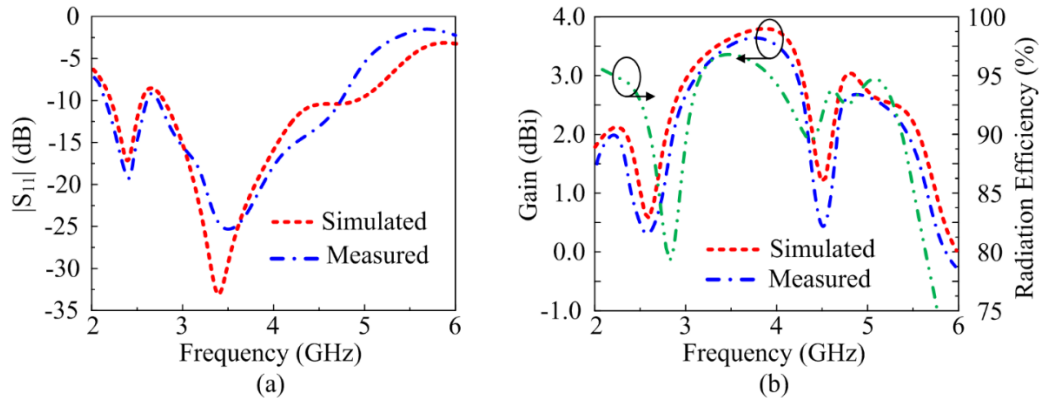 0
-5
-10
-15
-20
-25
-30
-35
|S11| (dB)
Simulated
Measured
2 3 4 5 6
Frequency (GHz)
(a)
4.0
3.0
2.0
1.0
0.0
-1.0
Gain (dBi)
Simulated
Measured
100
95
90
85
80
75
Radiation Efficiency (%)
2 3 4 5 6
Frequency (GHz)
(b)